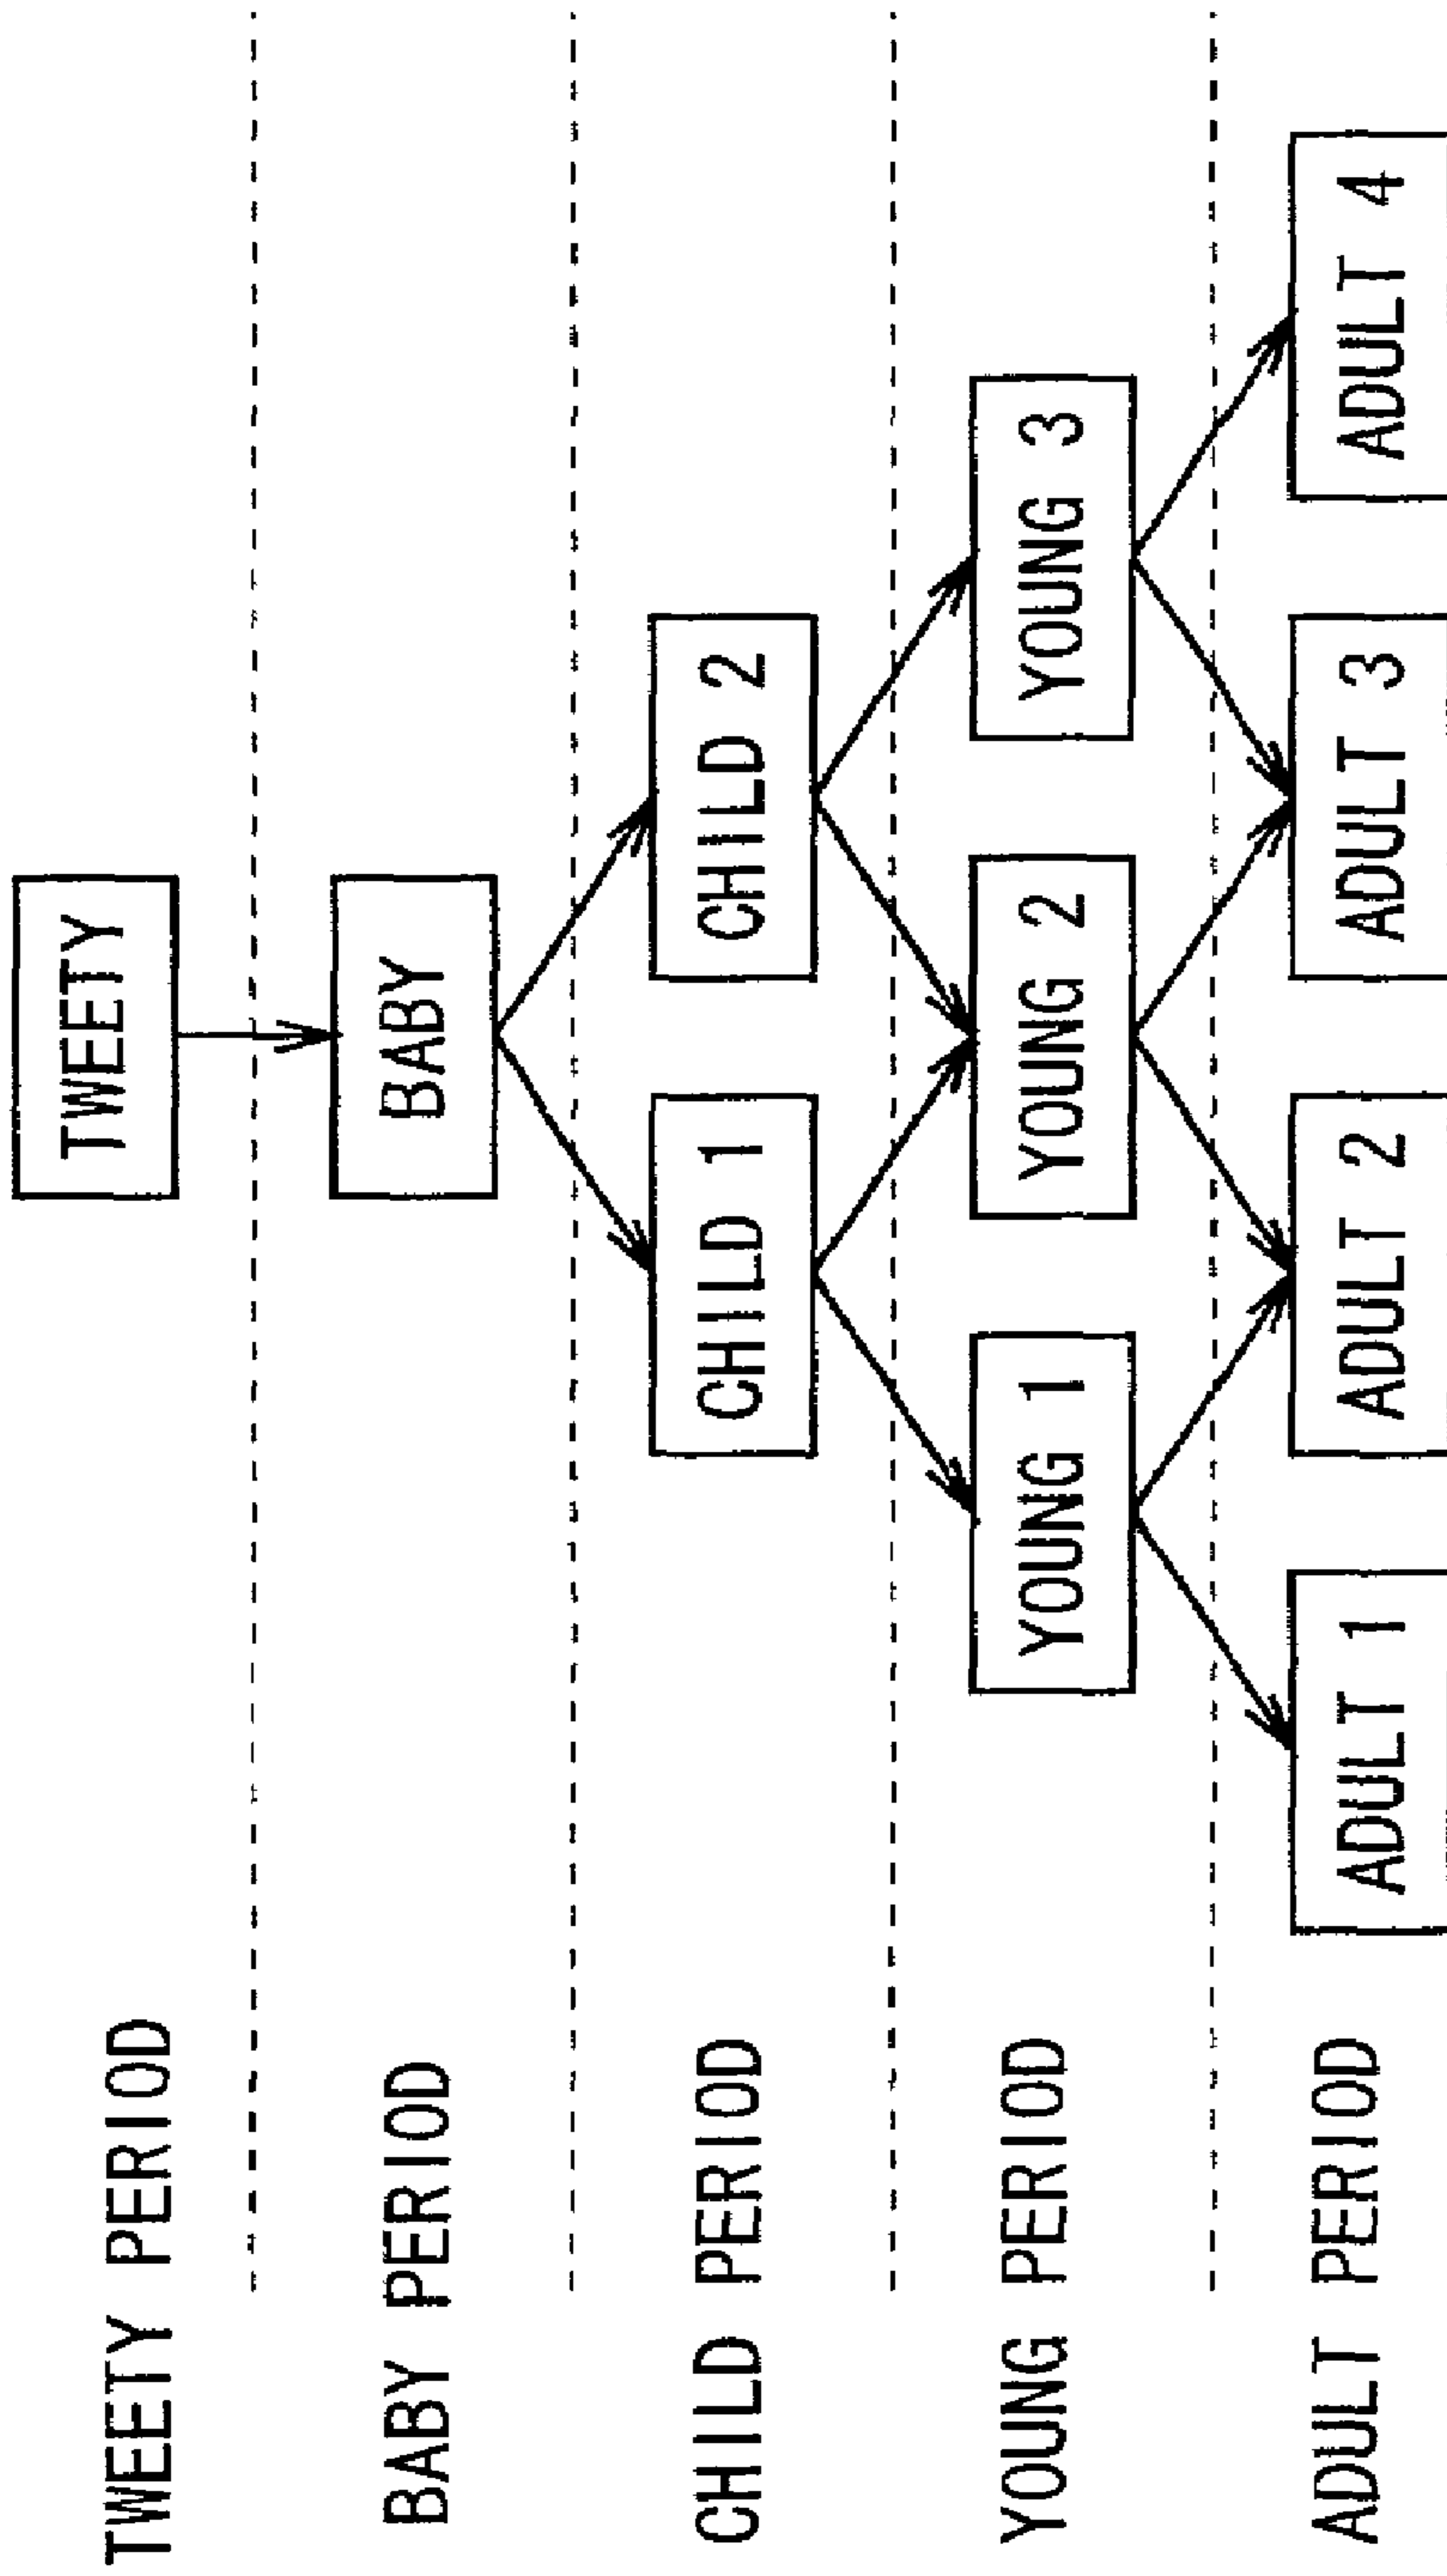 TWEETY PERIOD
TWEETY
BABY PERIOD
BABY
CHILD PERIOD
CHILD 1
CHILD 2
YOUNG PERIOD
YOUNG 1
YOUNG 2
YOUNG 3
ADULT PERIOD
ADULT 1
ADULT 2
ADULT 3
ADULT 4